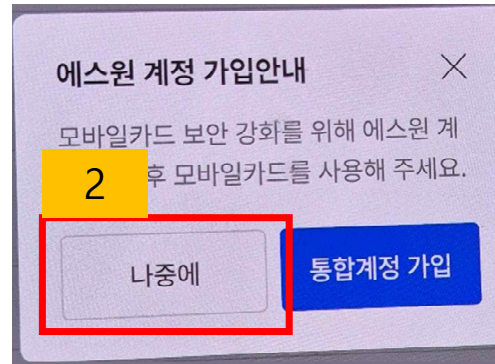 에스원 계정 가입안내
모바일카드 보안 강화를 위해 에스원 계
2 후 모바일카드를 사용해 주세요.
나중에 통합계정 가입